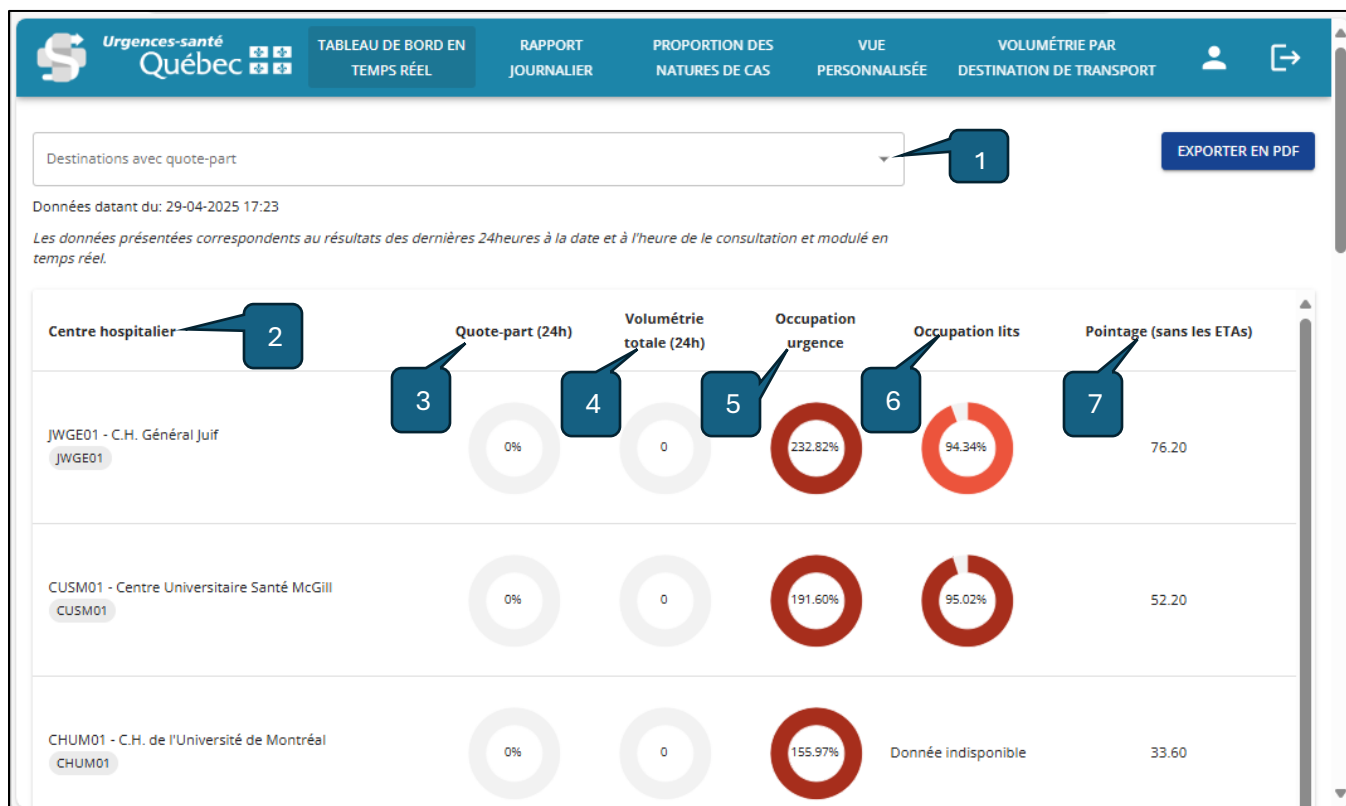 Urgences-santé
Québec
TABLEAU DE BORD EN
TEMPS RÉEL
RAPPORT
JOURNALIER
PROPORTION DES
NATURES DE CAS
VUE
PERSONNALISÉE
VOLUMÉTRIE PAR
DESTINATION DE TRANSPORT
Destinations avec quote-part
1
EXPORTER EN PDF
Données datant du: 29-04-2025 17:23
Les données présentées correspondents au résultats des dernières 24heures à la date et à l'heure de le consultation et modulé en
temps réel.
Centre hospitalier
2
Quote-part (24h)
Volumétrie
totale (24h)
Occupation
urgence
Occupation lits
Pointage (sans les ETAs)
3
4
5
6
7
JWGE01 - C.H. Général Juif
JWGE01
0%
0
232.82%
94.34%
76.20
CUSM01 - Centre Universitaire Santé McGill
CUSM01
0%
0
191.60%
95.02%
52.20
CHUM01 - C.H. de l'Université de Montréal
CHUM01
0%
0
155.97%
Donnée indisponible
33.60